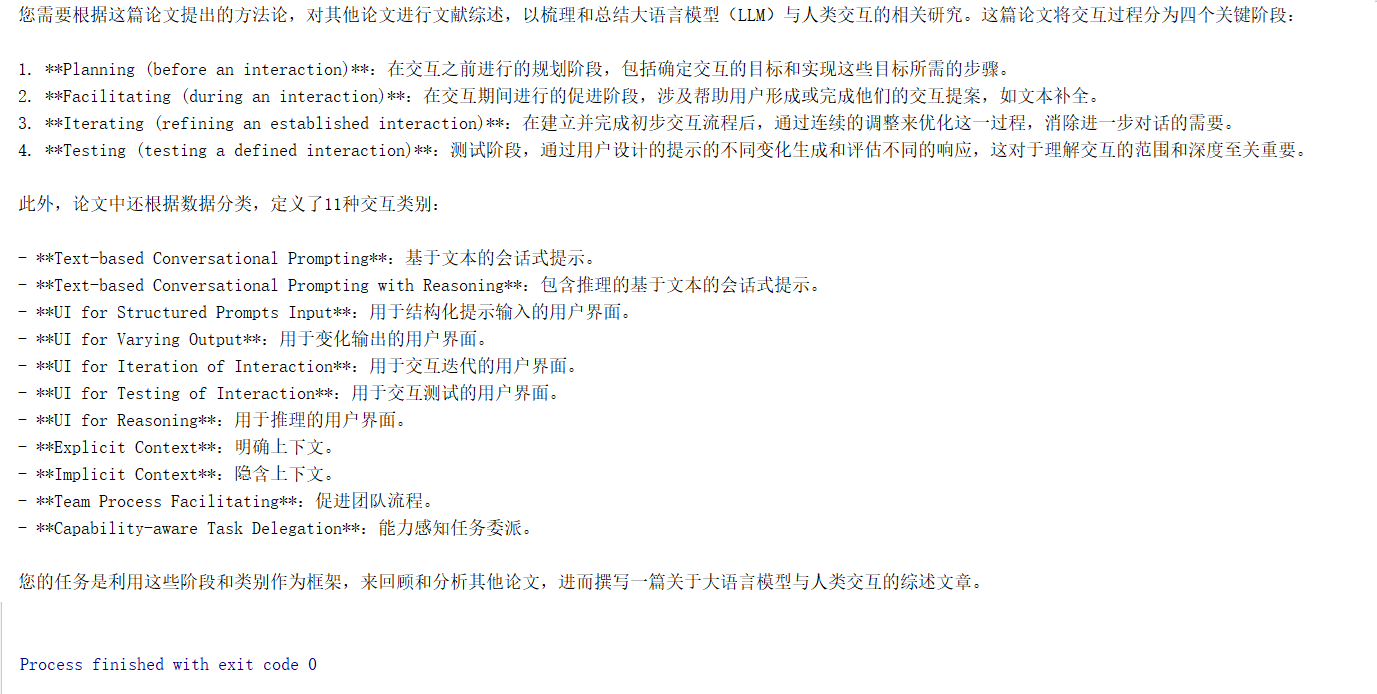 您需要根据这篇论文提出的方法论，对其他论文进行文献综述，以梳理和总结大语言模型（LLM）与人类交互的相关研究。这篇论文将交互过程分为四个关键阶段：
1. **Planning (before an interaction)**：在交互之前进行的规划阶段，包括确定交互的目标和实现这些目标所需的步骤。
2. **Facilitating (during an interaction)**：在交互期间进行的促进阶段，涉及帮助用户形成或完成他们的交互提案，如文本补全。
3. **Iterating (refining an established interaction)**：在建立并完成初步交互流程后，通过连续的调整来优化这一过程，消除进一步对话的需要。
4. **Testing (testing a defined interaction)**：测试阶段，通过用户设计的提示的不同变化生成和评估不同的响应，这对于理解交互的范围和深度至关重要。
此外，论文中还根据数据分类，定义了11种交互类别：
- **Text-based Conversational Prompting**：基于文本的会话式提示。
- **Text-based Conversational Prompting with Reasoning**：包含推理的基于文本的会话式提示。
- **UI for Structured Prompts Input**：用于结构化提示输入的用户界面。
- **UI for Varying Output**：用于变化输出的用户界面。
- **UI for Iteration of Interaction**：用于交互迭代的用户界面。
- **UI for Testing of Interaction**：用于交互测试的用户界面。
- **UI for Reasoning**：用于推理的用户界面。
- **Explicit Context**：明确上下文。
- **Implicit Context**：隐含上下文。
- **Team Process Facilitating**：促进团队流程。
- **Capability-aware Task Delegation**：能力感知任务委派。
您的任务是利用这些阶段和类别作为框架，来回顾和分析其他论文，进而撰写一篇关于大语言模型与人类交互的综述文章。
Process finished with exit code 0